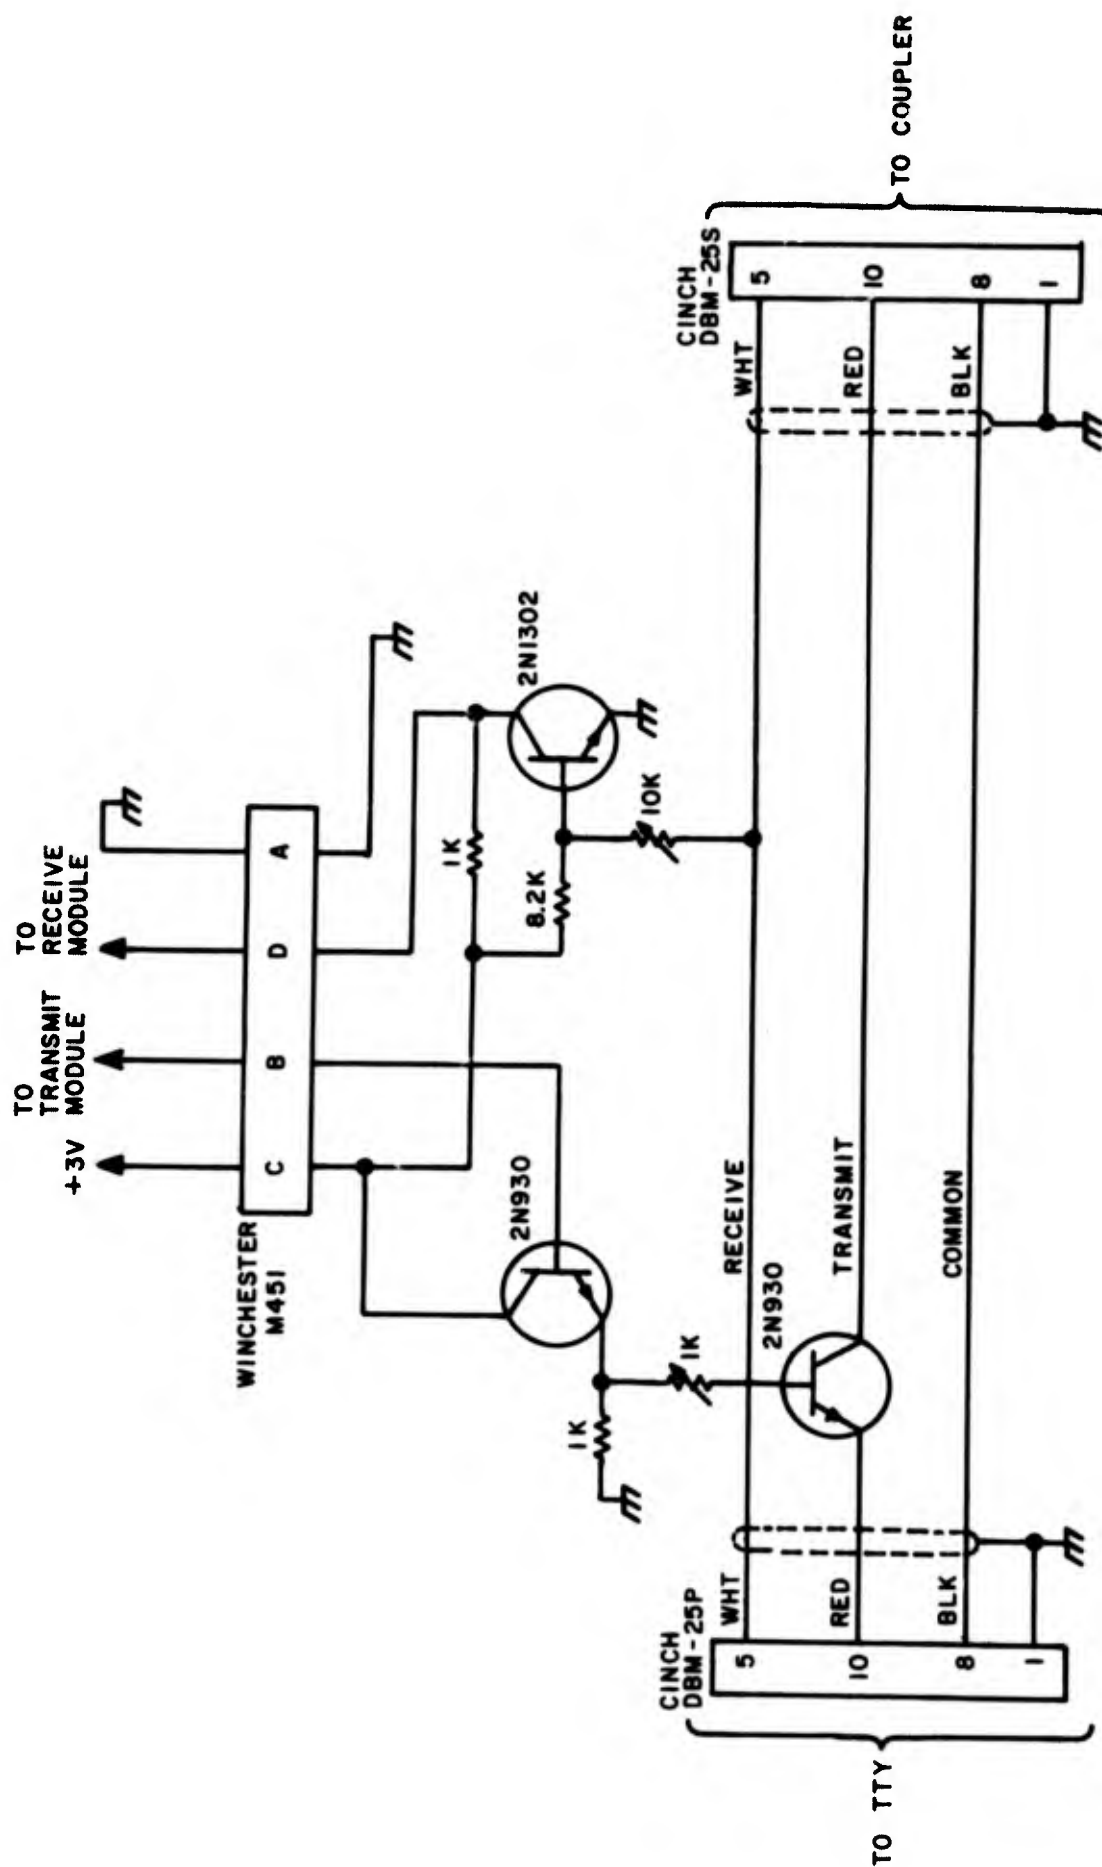 TO
TRANSMIT
MODULE
+3V
TO
RECEIVE
MODULE
WINCHESTER
M451
C
B
D
A
2N930
1K
8.2K
2N1302
1K
1K
10K
CINCH
DBM-25P
CINCH
DBM-25S
WHT
RECEIVE
WHT
5
5
2N930
TO TTY
RED
TRANSMIT
RED
10
10
TO COUPLER
BLK
COMMON
BLK
8
8
1
1